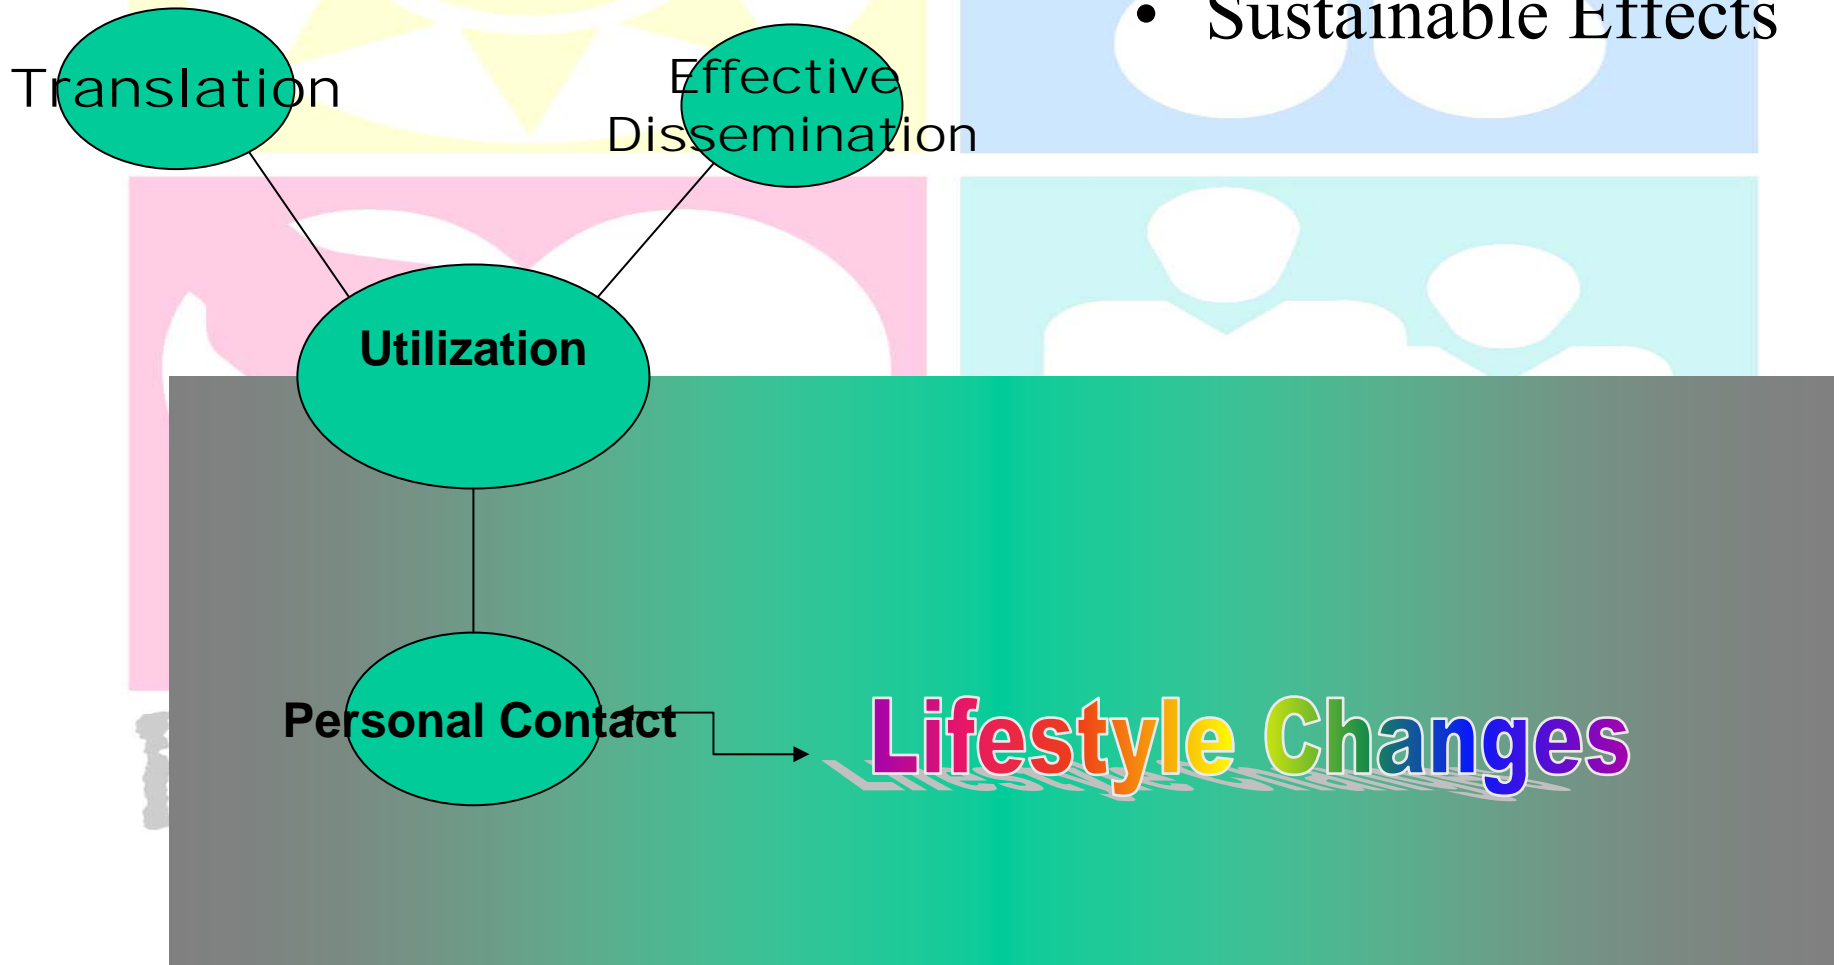 • Sustainable Effects
Translation
Effective
Dissemination
Utilization
Personal Contact
Lifestyle Changes